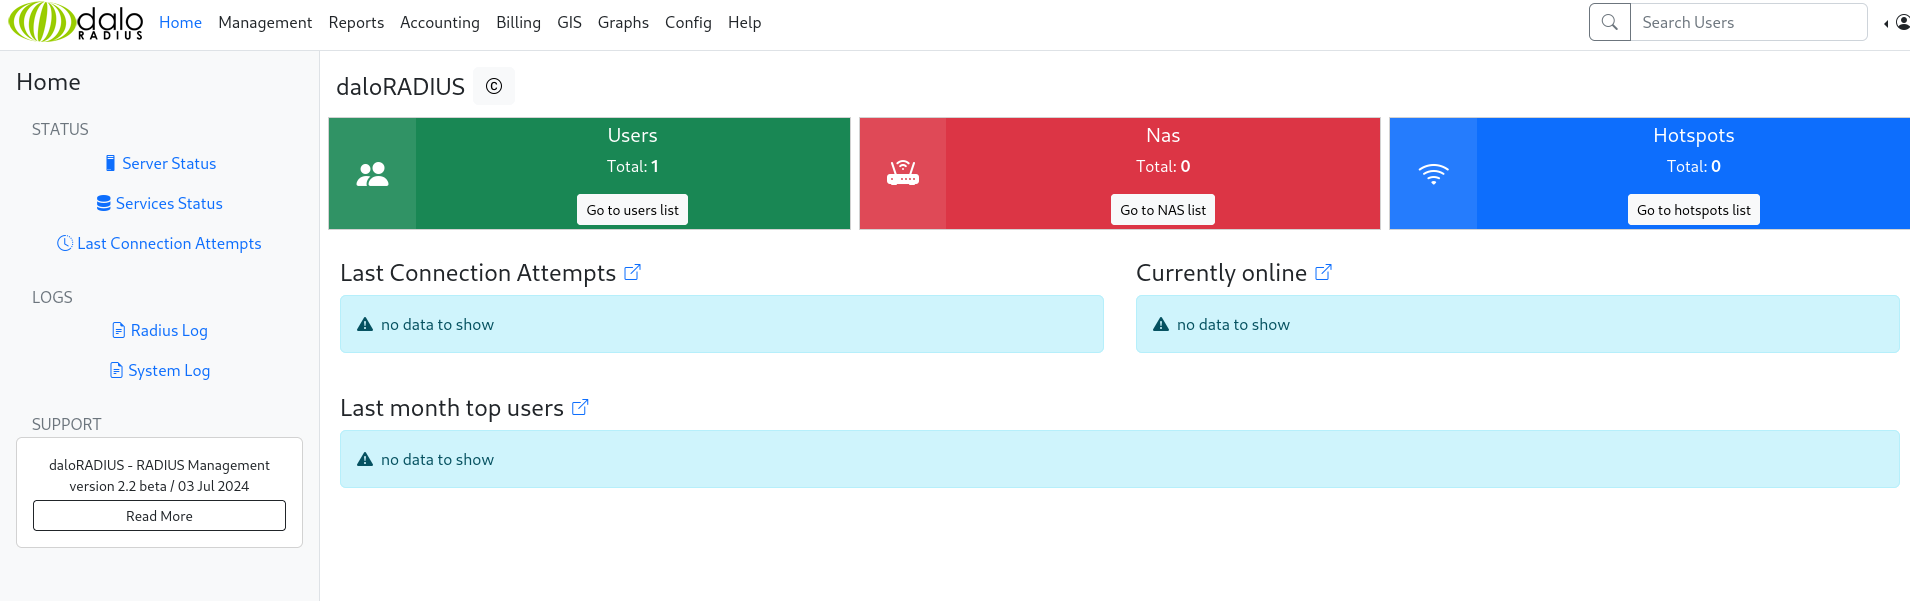 dalo
RADIUS
Home Management Reports Accounting Billing GIS Graphs Config Help
Search Users
Home
STATUS
Server Status
Services Status
Last Connection Attempts
LOGS
Radius Log
System Log
SUPPORT
daloRADIUS - RADIUS Management
version 2.2 beta / 03 Jul 2024
Read More
daloRADIUS ©
Users
Total: 1
Go to users list
Nas
Total: 0
Go to NAS list
Hotspots
Total: 0
Go to hotspots list
Last Connection Attempts
no data to show
Currently online
no data to show
Last month top users
no data to show